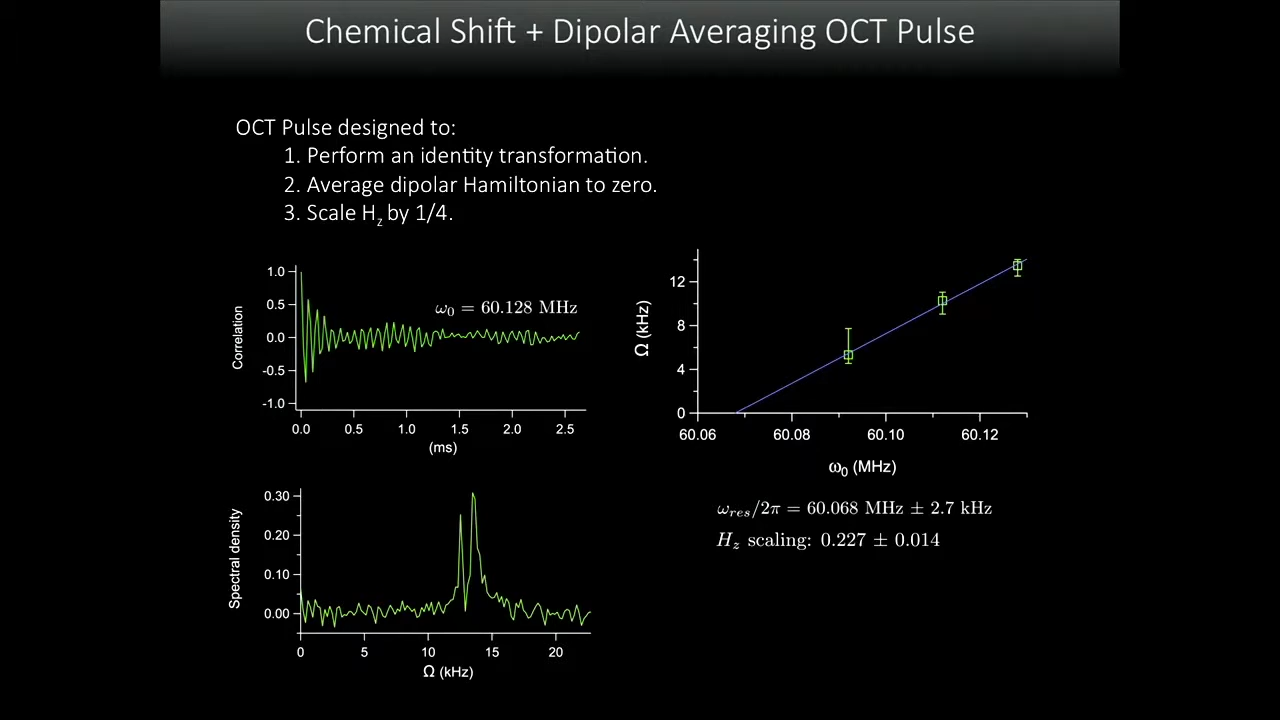 Chemical Shift + Dipolar Averaging OCT Pulse
OCT Pulse designed to:
1. Perform an identity transformation.
2. Average dipolar Hamiltonian to zero.
3. Scale Hz by 1/4.
1.0
0.5
0.0
-0.5
-1.0
Correlation
ω0 = 60.128 MHz
0.0 0.5 1.0 1.5 2.0 2.5
(ms)
12
8
4
0
Ω (kHz)
60.06 60.08 60.10 60.12
ω0 (MHz)
0.30
0.20
0.10
0.00
Spectral density
0 5 10 15 20
Ω (kHz)
ωres/2π = 60.068 MHz ± 2.7 kHz
Hz scaling: 0.227 ± 0.014